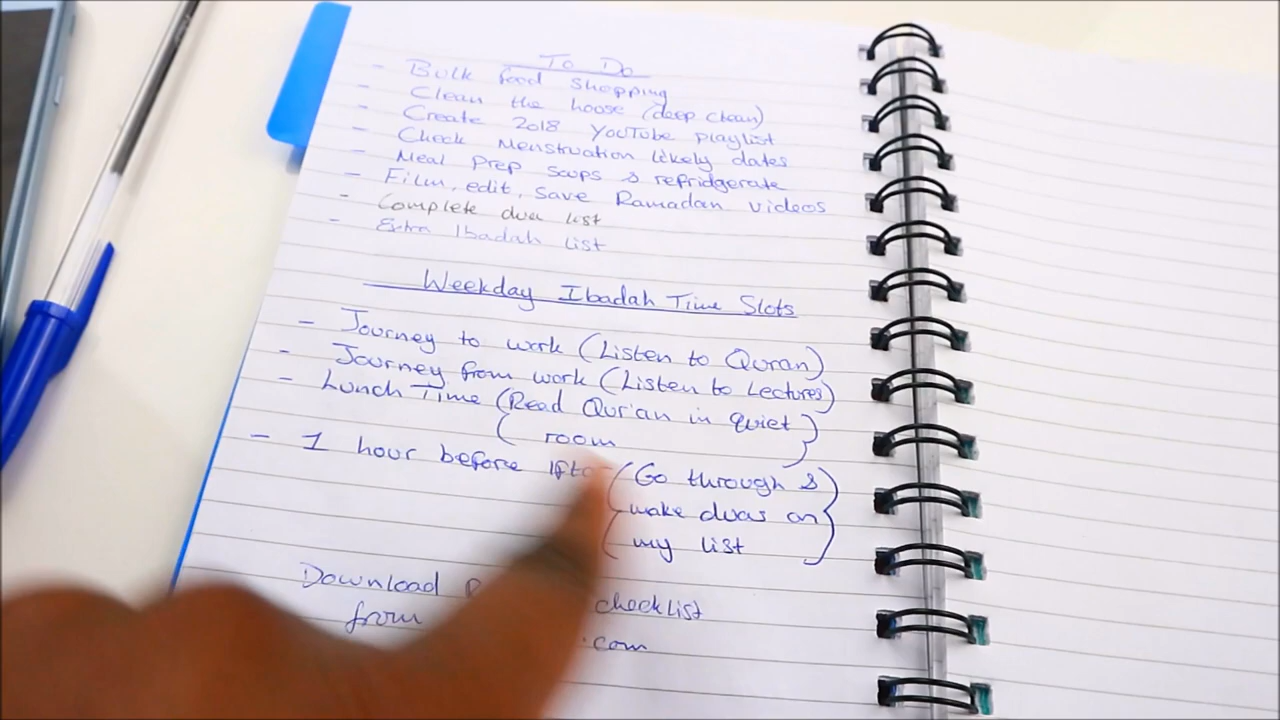 To Do
- Bulk food shopping
- Clean the house (deep clean)
- Create 2018 YouTube playlist
- Check Menstruation likely dates
- Meal Prep soups & refridgerate
- Film, edit, save Ramadan videos
- Complete dua list
- Extra Ibadah list
Weekday Ibadah Time Slots
- Journey to work (Listen to Quran)
- Journey from work (Listen to Lectures)
- Lunch Time (Read Qur'an in quiet
room)
- 1 hour before (Go through &
make duas on
my list)
Download checklist
from .com